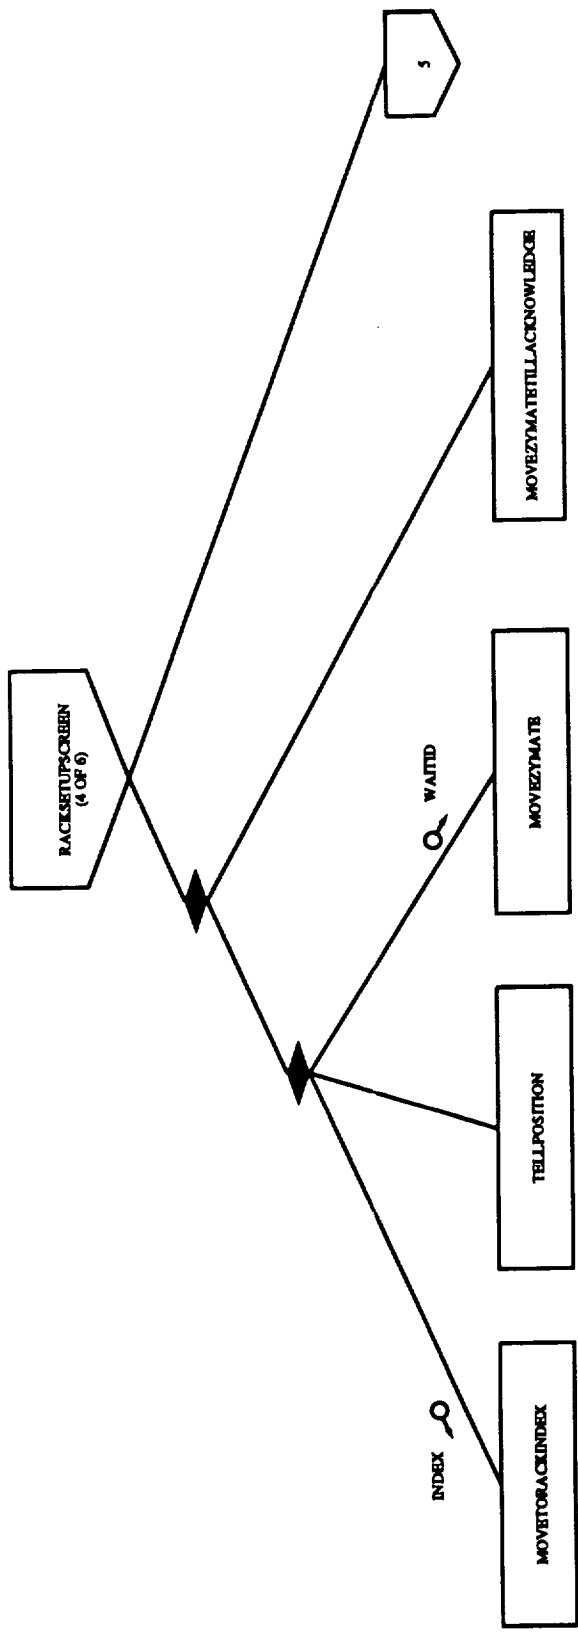 RACKSETUPSCREEN
(4 OF 6)
5
INDEX
WAITID
MOVETORACKINDEX
TELLPOSITION
MOVEZYMATE
MOVEZYMATETILLACKNOWLEDGE